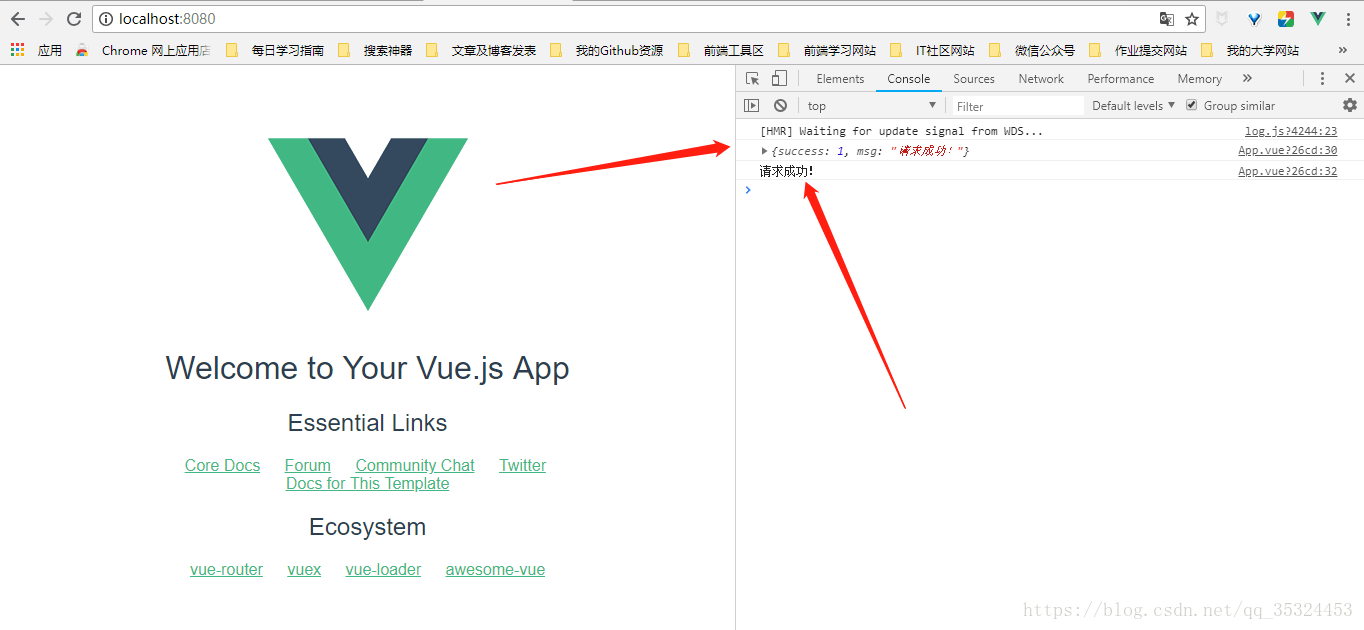 localhost:8080
应用 Chrome 网上应用店 每日学习指南 搜索神器 文章及博客发表 我的Github资源 前端工具区 前端学习网站 IT社区网站 微信公众号 作业提交网站 我的大学网站 »
Elements Console Sources Network Performance Memory »
top Filter Default levels Group similar
[HMR] Waiting for update signal from WDS... log.js?4244:23
{success: 1, msg: "请求成功！"} App.vue?26cd:30
请求成功！ App.vue?26cd:32
Welcome to Your Vue.js App
Essential Links
Core Docs Forum Community Chat Twitter
Docs for This Template
Ecosystem
vue-router vuex vue-loader awesome-vue
https://blog.csdn.net/qq_35324453